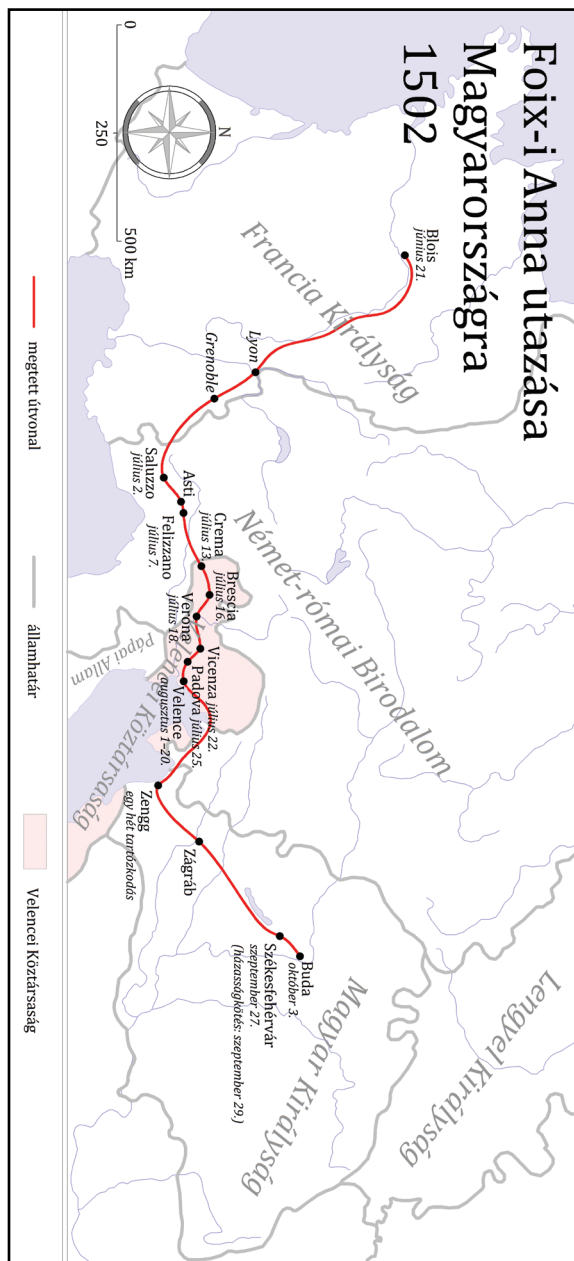 Foix-i Anna utazása
Magyarországra
1502
N
0
250
500 km
Blois
június 21.
Francia Királyság
Lyon
Grenoble
Saluzzo
július 2.
Asti
Felizzano
július 7.
Crema
július 13.
Brescia
július 16.
Verona
július 18.
Vicenza július 22.
Padova július 25.
Velence
augusztus 1–20.
Német-római Birodalom
Pápai Állam
Velencei Köztársaság
Zengg
egy hét tartózkodás
Zágráb
Székesfehérvár
szeptember 27.
(házasságkötés: szeptember 29.)
Buda
október 3.
Magyar Királyság
Lengyel Királyság
megtett útvonal
államhatár
Velencei Köztársaság